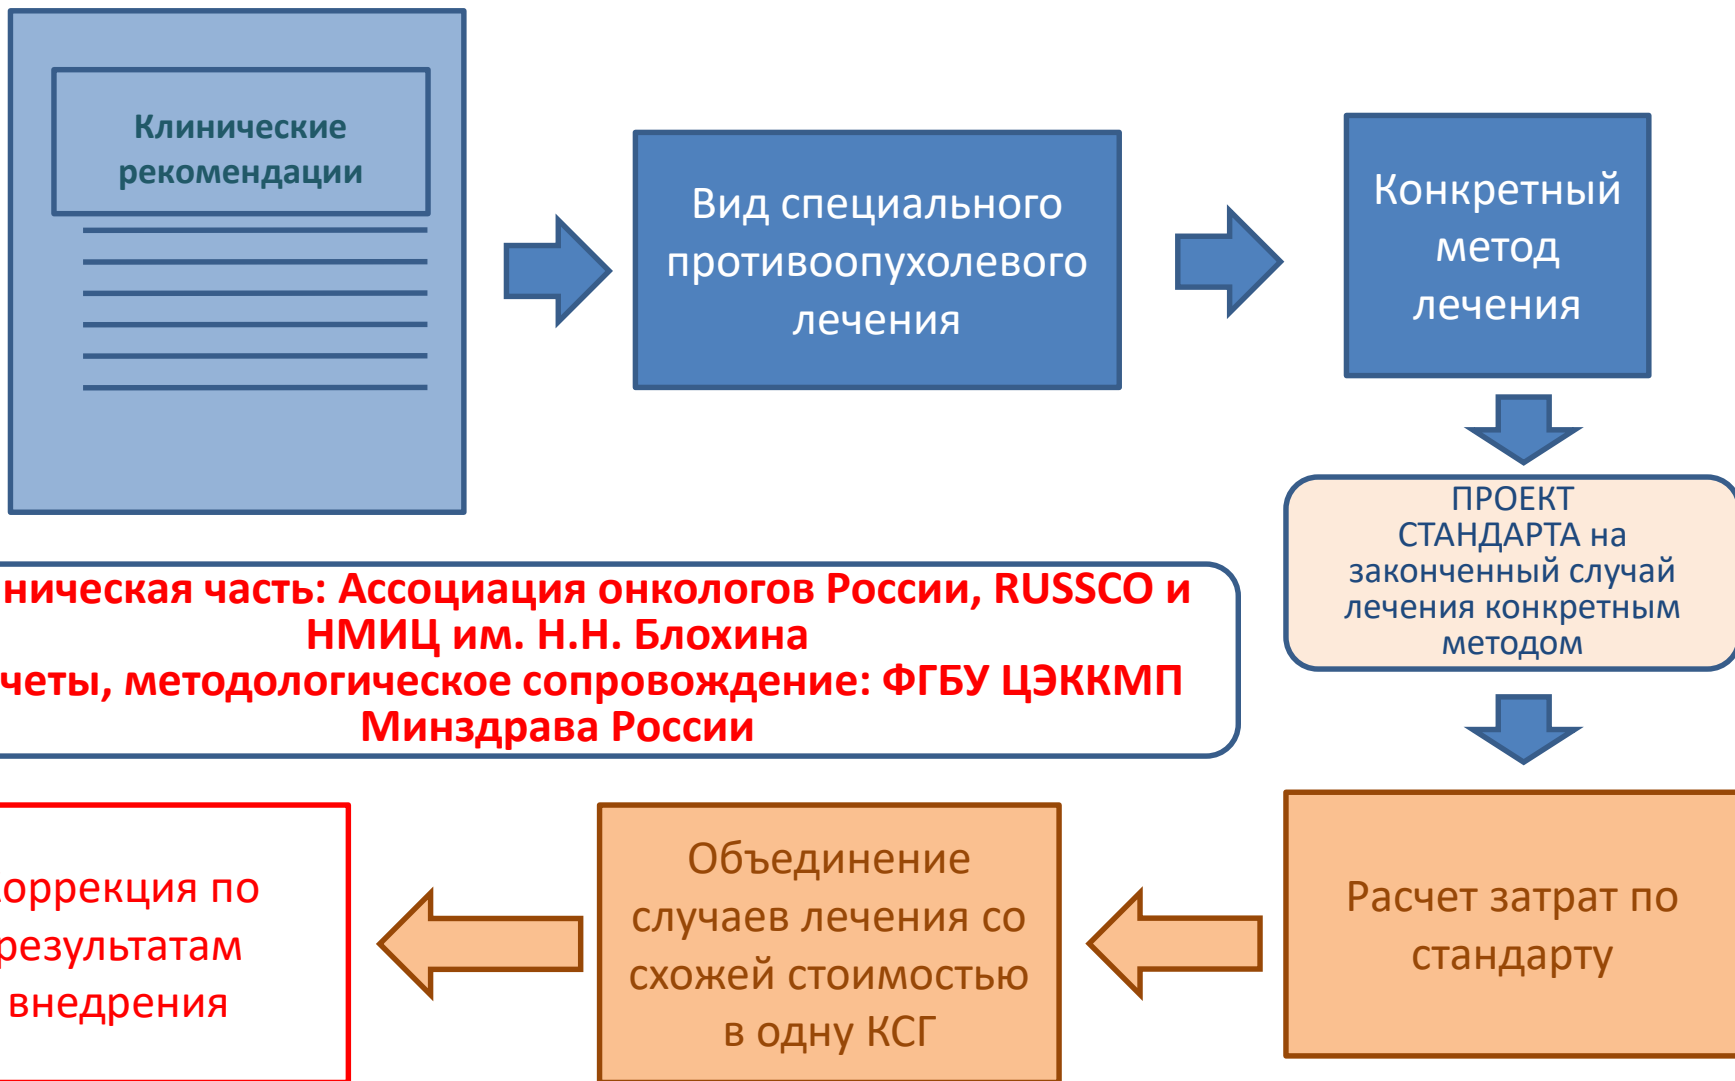 Клинические
рекомендации
Вид специального
противоопухолевого
лечения
Конкретный
метод
лечения
ПРОЕКТ
СТАНДАРТА на
законченный случай
лечения конкретным
методом
ническая часть: Ассоциация онкологов России, RUSSCO и
НМИЦ им. Н.Н. Блохина
четы, методологическое сопровождение: ФГБУ ЦЭККМП
Минздрава России
Расчет затрат по
стандарту
Объединение
случаев лечения со
схожей стоимостью
в одну КСГ
оррекция по
результатам
внедрения